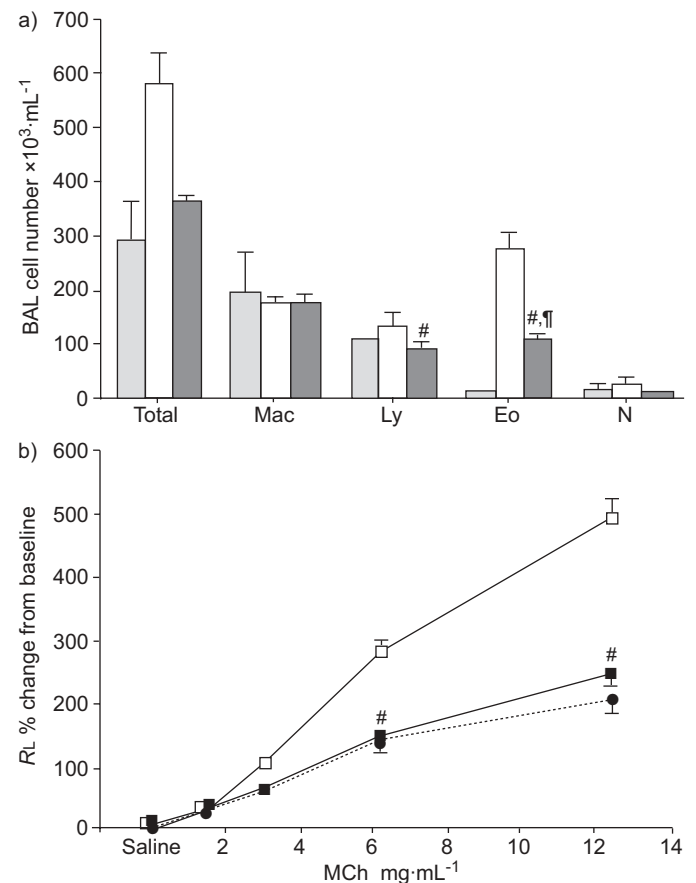 a)
700
600
500
400
300
200
100
0
BAL cell number ×10³·mL⁻¹
#
#,¶
Total Mac Ly Eo N
b)
600
500
400
300
200
100
0
RL % change from baseline
#
#
Saline 2 4 6 8 10 12 14
MCh mg·mL⁻¹